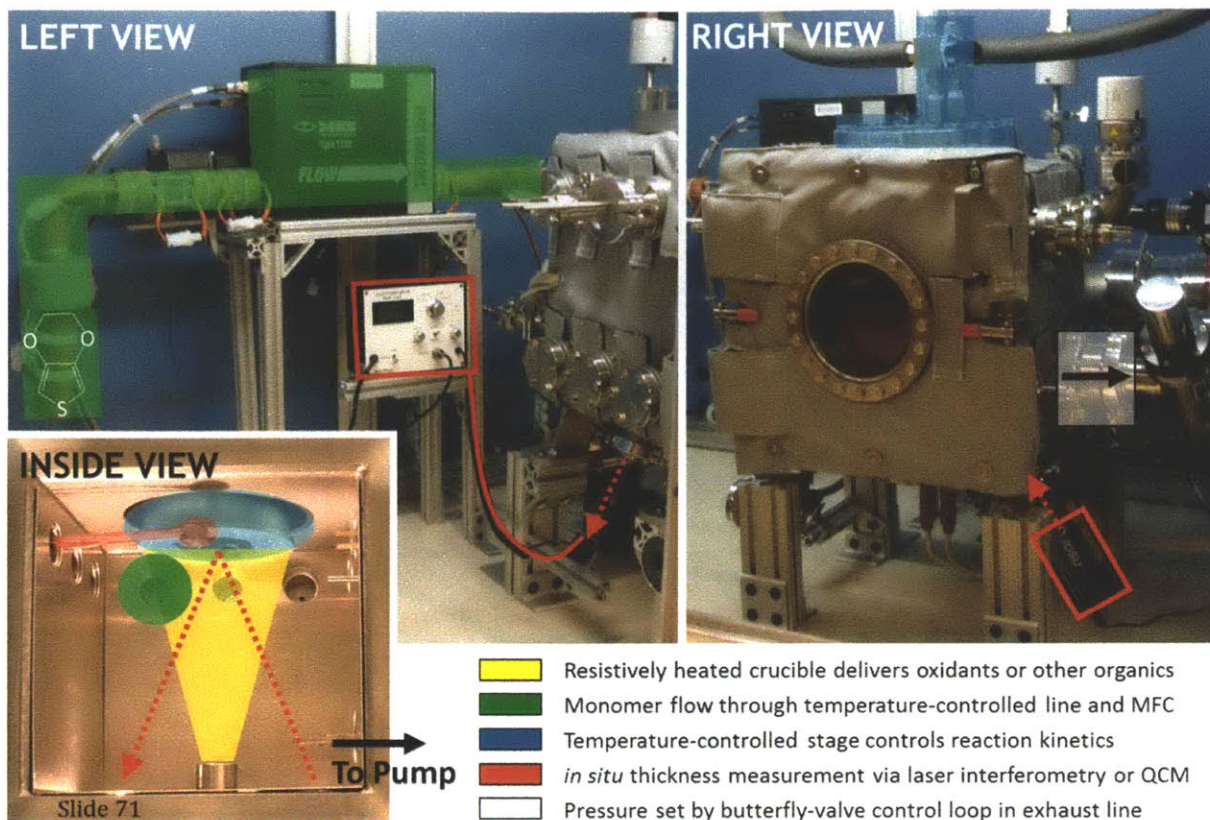 LEFT VIEW
RIGHT VIEW
FLOW
O O
S
INSIDE VIEW
To Pump
Slide 71
Resistively heated crucible delivers oxidants or other organics
Monomer flow through temperature-controlled line and MFC
Temperature-controlled stage controls reaction kinetics
in situ thickness measurement via laser interferometry or QCM
Pressure set by butterfly-valve control loop in exhaust line